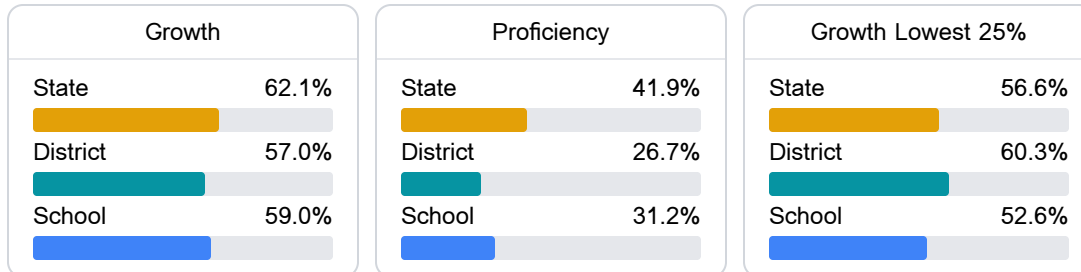 Growth
State 62.1%
District 57.0%
School 59.0%
Proficiency
State 41.9%
District 26.7%
School 31.2%
Growth Lowest 25%
State 56.6%
District 60.3%
School 52.6%